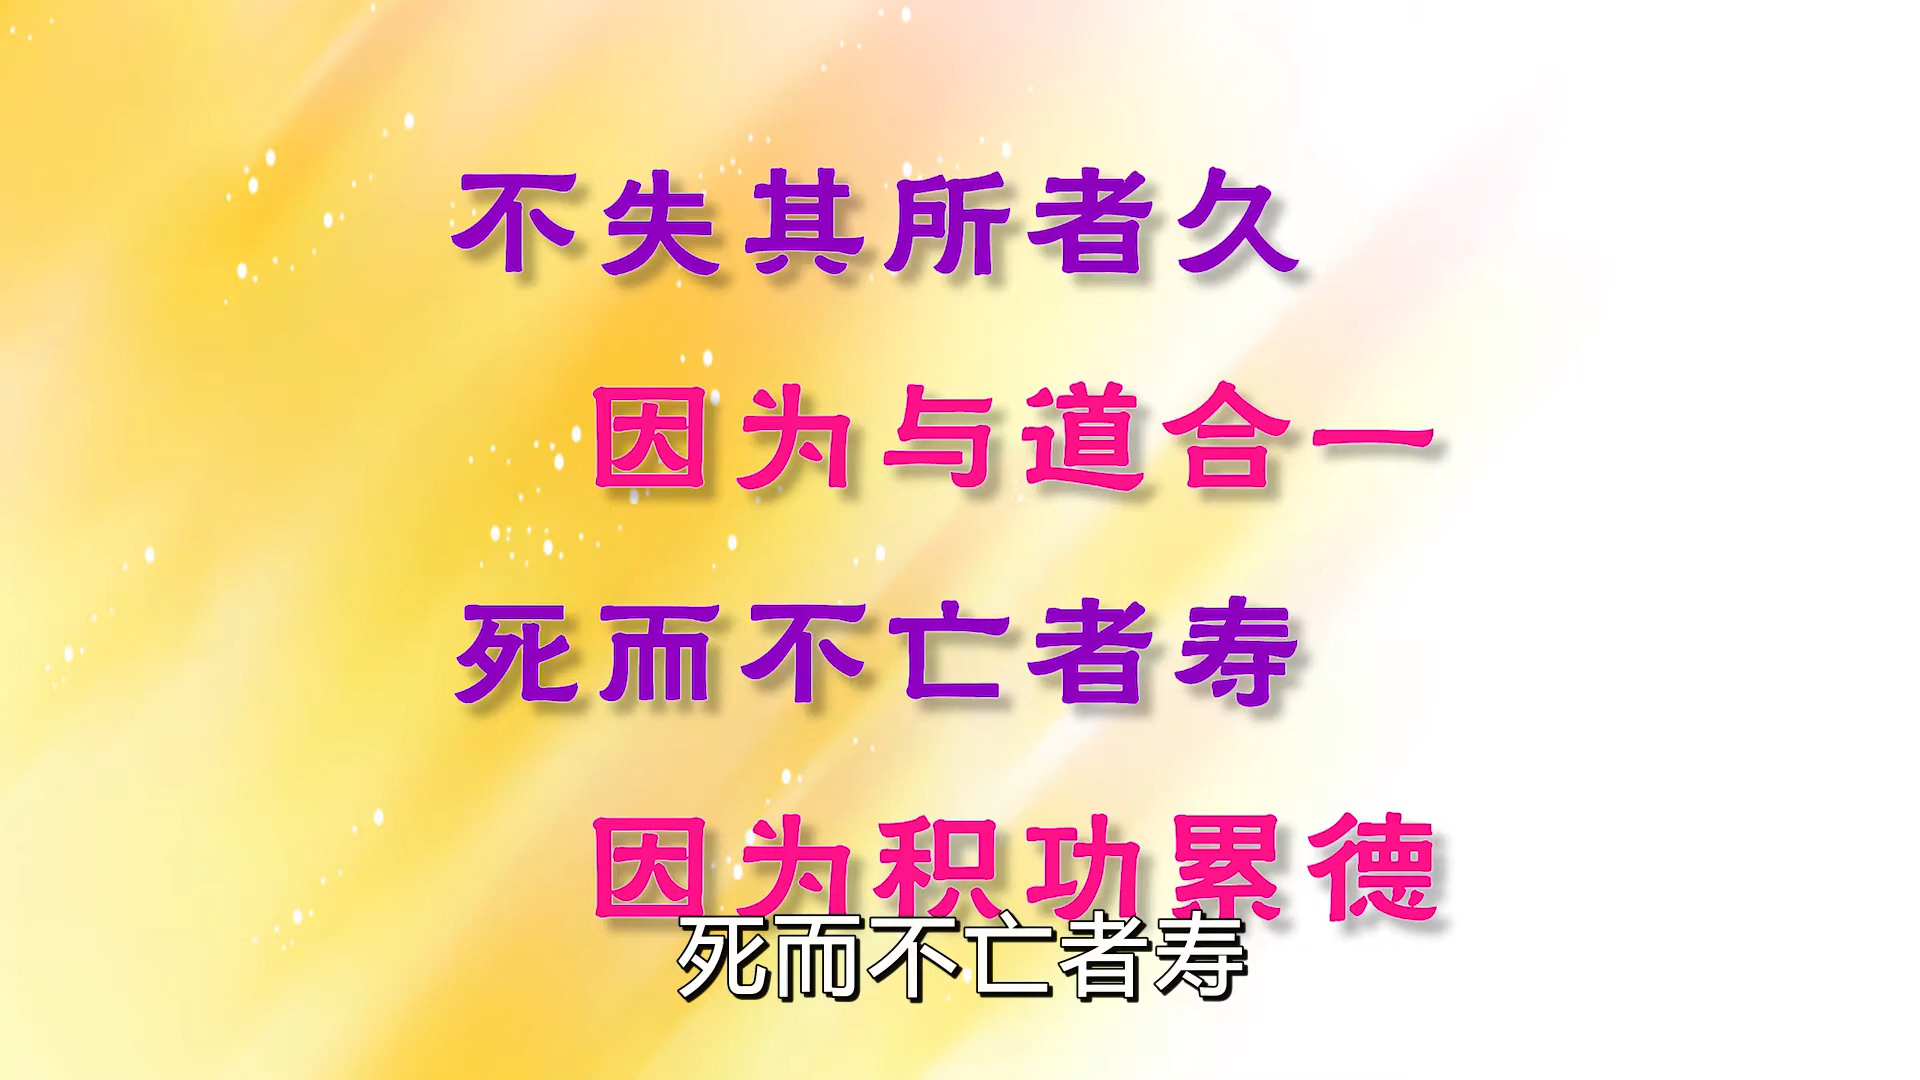 不失其所者久
因为与道合一
死而不亡者寿
因为积功累德
死而不亡者寿